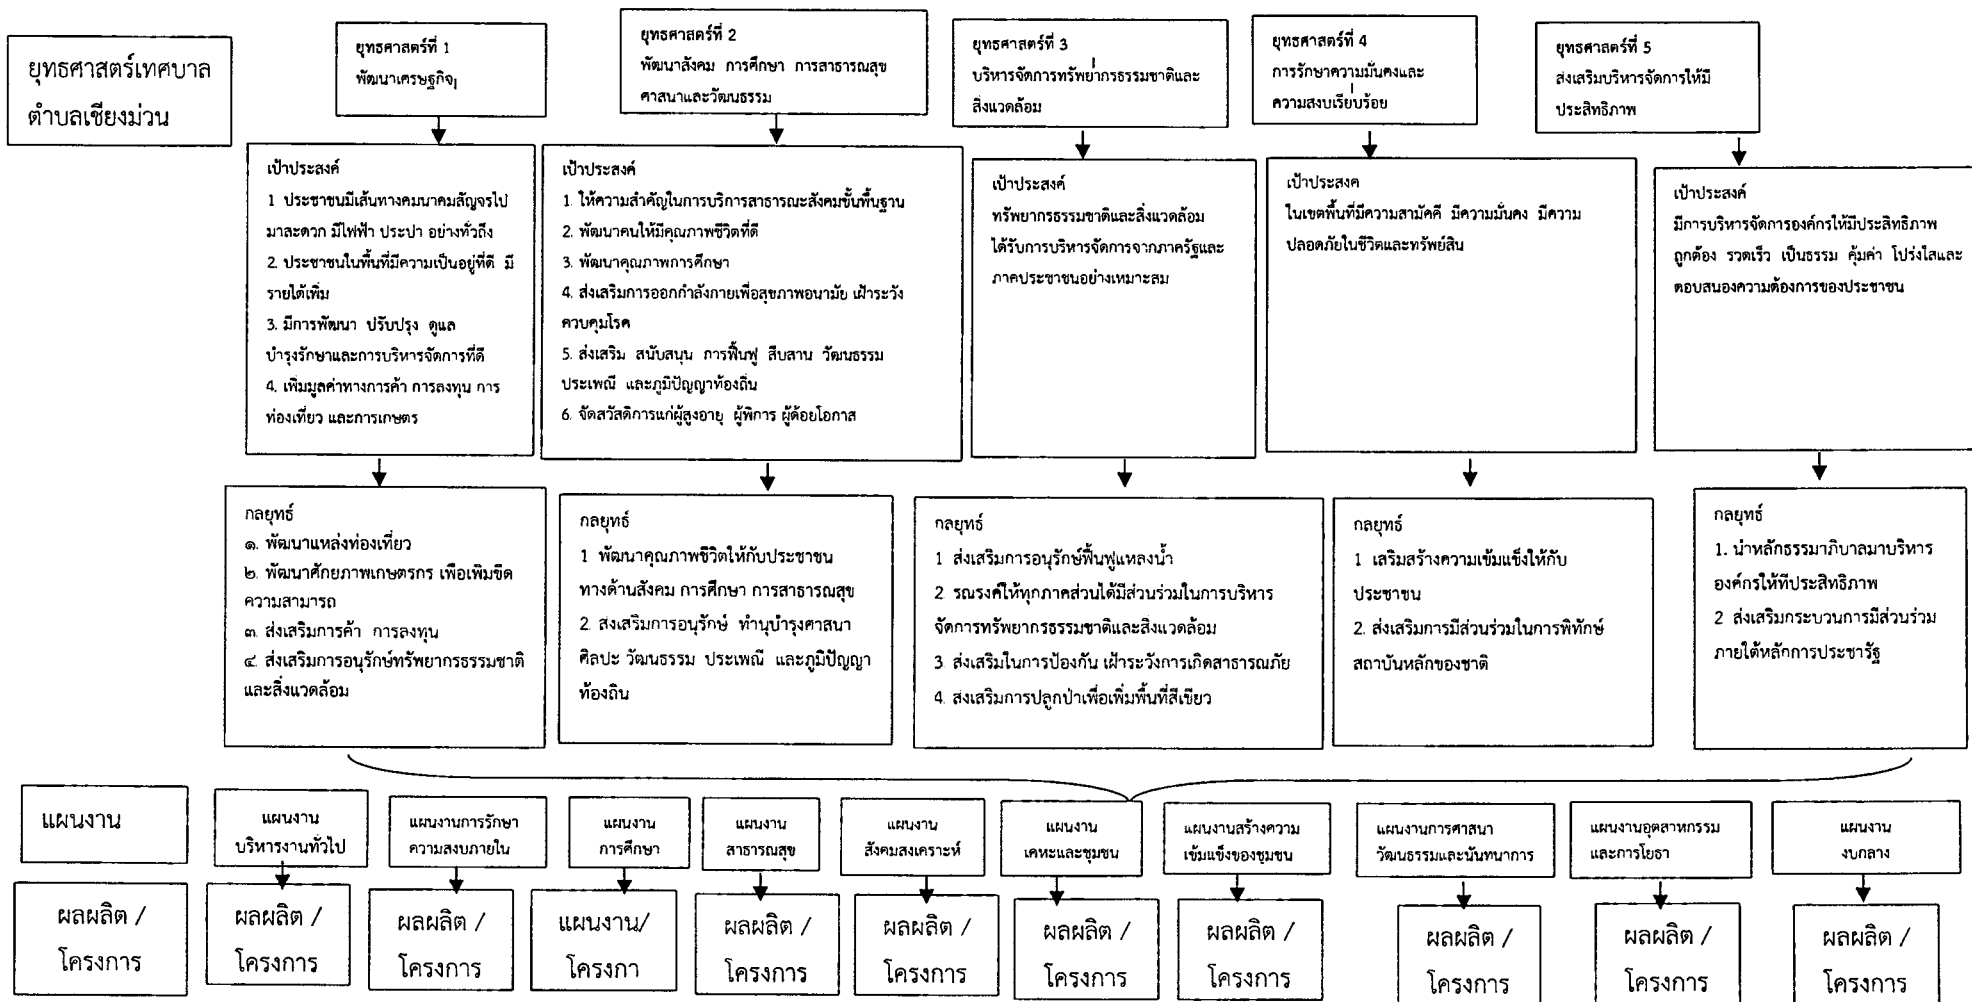 ยุทธศาสตร์เทศบาล
ตำบลเชียงม่วน
ยุทธศาสตร์ที่ 1
พัฒนาเศรษฐกิจ
ยุทธศาสตร์ที่ 2
พัฒนาสังคม การศึกษา การสาธารณสุข
ศาสนาและวัฒนธรรม
ยุทธศาสตร์ที่ 3
บริหารจัดการทรัพยากรธรรมชาติและ
สิ่งแวดล้อม
ยุทธศาสตร์ที่ 4
การรักษาความมั่นคงและ
ความสงบเรียบร้อย
ยุทธศาสตร์ที่ 5
ส่งเสริมบริหารจัดการให้มี
ประสิทธิภาพ
เป้าประสงค์
1 ประชาชนมีเส้นทางคมนาคมสัญจรไป
มาสะดวก มีไฟฟ้า ประปา อย่างทั่วถึง
2. ประชาชนในพื้นที่มีความเป็นอยู่ที่ดี มี
รายได้เพิ่ม
3. มีการพัฒนา ปรับปรุง ดูแล
บำรุงรักษาและการบริหารจัดการที่ดี
4. เพิ่มมูลค่าทางการค้า การลงทุน การ
ท่องเที่ยว และการเกษตร
เป้าประสงค์
1. ให้ความสำคัญในการบริการสาธารณะสังคมขั้นพื้นฐาน
2. พัฒนาคนให้มีคุณภาพชีวิตที่ดี
3. พัฒนาคุณภาพการศึกษา
4. ส่งเสริมการออกกำลังกายเพื่อสุขภาพอนามัย เฝ้าระวัง
ควบคุมโรค
5. ส่งเสริม สนับสนุน การฟื้นฟู สืบสาน วัฒนธรรม
ประเพณี และภูมิปัญญาท้องถิ่น
6. จัดสวัสดิการแก่ผู้สูงอายุ ผู้พิการ ผู้ด้อยโอกาส
เป้าประสงค์
ทรัพยากรธรรมชาติและสิ่งแวดล้อม
ได้รับการบริหารจัดการจากภาครัฐและ
ภาคประชาชนอย่างเหมาะสม
เป้าประสงค
ในเขตพื้นที่มีความสามัคคี มีความมั่นคง มีความ
ปลอดภัยในชีวิตและทรัพย์สิน
เป้าประสงค์
มีการบริหารจัดการองค์กรให้มีประสิทธิภาพ
ถูกต้อง รวดเร็ว เป็นธรรม คุ้มค่า โปร่งใสและ
ตอบสนองความต้องการของประชาชน
กลยุทธ์
๑. พัฒนาแหล่งท่องเที่ยว
๒. พัฒนาศักยภาพเกษตรกร เพื่อเพิ่มขีด
ความสามารถ
๓. ส่งเสริมการค้า การลงทุน
๔. ส่งเสริมการอนุรักษ์ทรัพยากรธรรมชาติ
และสิ่งแวดล้อม
กลยุทธ์
1 พัฒนาคุณภาพชีวิตให้กับประชาชน
ทางด้านสังคม การศึกษา การสาธารณสุข
2. สงเสริมการอนุรักษ์ ทำนุบำรุงศาสนา
ศิลปะ วัฒนธรรม ประเพณี และภูมิปัญญา
ท้องถิ่น
กลยุทธ์
1 ส่งเสริมการอนุรักษ์ฟื้นฟูแหลงน้ำ
2 รณรงค์ให้ทุกภาคส่วนได้มีส่วนร่วมในการบริหาร
จัดการทรัพยากรธรรมชาติและสิ่งแวดล้อม
3. ส่งเสริมในการป้องกัน เฝ้าระวังการเกิดสาธารณภัย
4. ส่งเสริมการปลูกป่าเพื่อเพิ่มพื้นที่สีเขียว
กลยุทธ์
1 เสริมสร้างความเข้มแข็งให้กับ
ประชาชน
2. ส่งเสริมการมีส่วนร่วมในการพิทักษ์
สถาบันหลักของชาติ
กลยุทธ์
1. นำหลักธรรมาภิบาลมาบริหาร
องค์กรให้ทีประสิทธิภาพ
2 ส่งเสริมกระบวนการมีส่วนร่วม
ภายใต้หลักการประชารัฐ
แผนงาน
แผนงาน
บริหารงานทั่วไป
แผนงานการรักษา
ความสงบภายใน
แผนงาน
การศึกษา
แผนงาน
สาธารณสุข
แผนงาน
สังคมสงเคราะห์
แผนงาน
เคหะและชุมชน
แผนงานสร้างความ
เข้มแข็งของชุมชน
แผนงานการศาสนา
วัฒนธรรมและนันทนาการ
แผนงานอุตสาหกรรม
และการโยธา
แผนงาน
งบกลาง
ผลผลิต /
โครงการ
ผลผลิต /
โครงการ
ผลผลิต /
โครงการ
แผนงาน/
โครงกา
ผลผลิต /
โครงการ
ผลผลิต /
โครงการ
ผลผลิต /
โครงการ
ผลผลิต /
โครงการ
ผลผลิต /
โครงการ
ผลผลิต /
โครงการ
ผลผลิต /
โครงการ